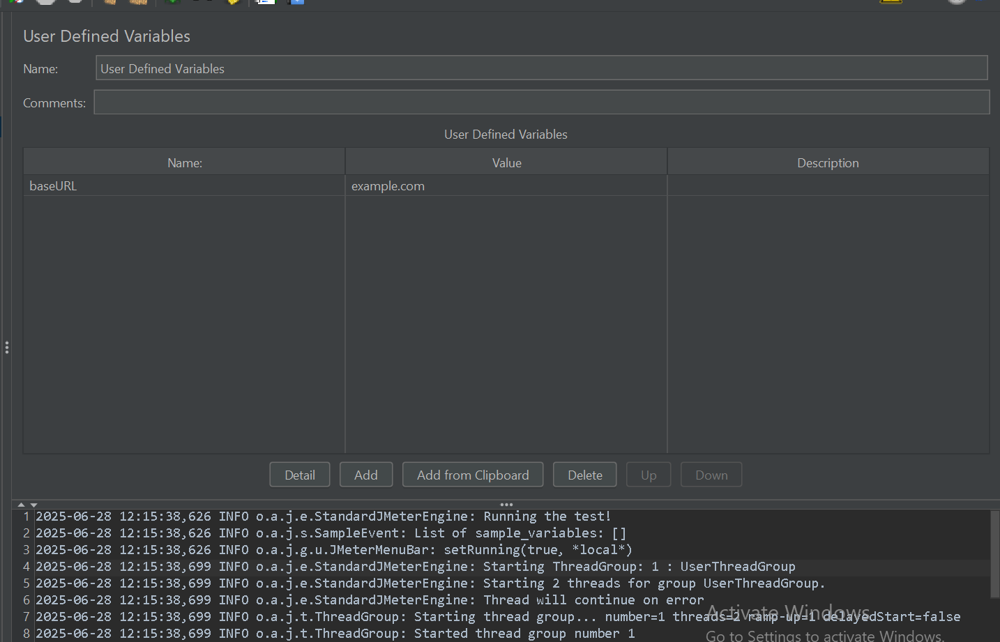 User Defined Variables
Name: User Defined Variables
Comments:
User Defined Variables
Name: Value Description
baseURL example.com
Detail Add Add from Clipboard Delete Up Down
1 2025-06-28 12:15:38,626 INFO o.a.j.e.StandardJMeterEngine: Running the test!
2 2025-06-28 12:15:38,626 INFO o.a.j.s.SampleEvent: List of sample_variables: []
3 2025-06-28 12:15:38,626 INFO o.a.j.g.u.JMeterMenuBar: setRunning(true, *local*)
4 2025-06-28 12:15:38,699 INFO o.a.j.e.StandardJMeterEngine: Starting ThreadGroup: 1 : UserThreadGroup
5 2025-06-28 12:15:38,699 INFO o.a.j.e.StandardJMeterEngine: Starting 2 threads for group UserThreadGroup.
6 2025-06-28 12:15:38,699 INFO o.a.j.e.StandardJMeterEngine: Thread will continue on error
Activate Windows
7 2025-06-28 12:15:38,699 INFO o.a.j.t.ThreadGroup: Starting thread group... number=1 threads=2 ramp-up=1 delayedStart=false
8 2025-06-28 12:15:38,699 INFO o.a.j.t.ThreadGroup: Started thread group number 1
Go to Settings to activate Windows.